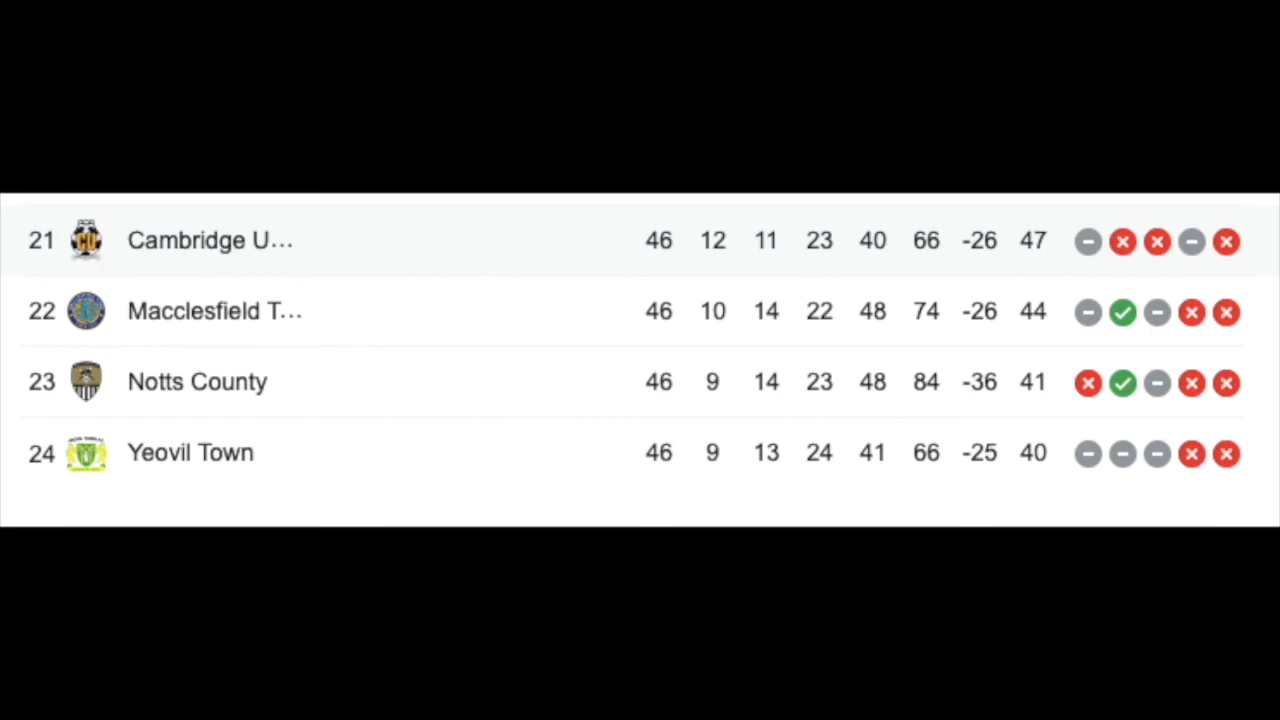 21 CU Cambridge U... 46 12 11 23 40 66 -26 47
22 Macclesfield T... 46 10 14 22 48 74 -26 44
23 Notts County 46 9 14 23 48 84 -36 41
24 Yeovil Town 46 9 13 24 41 66 -25 40